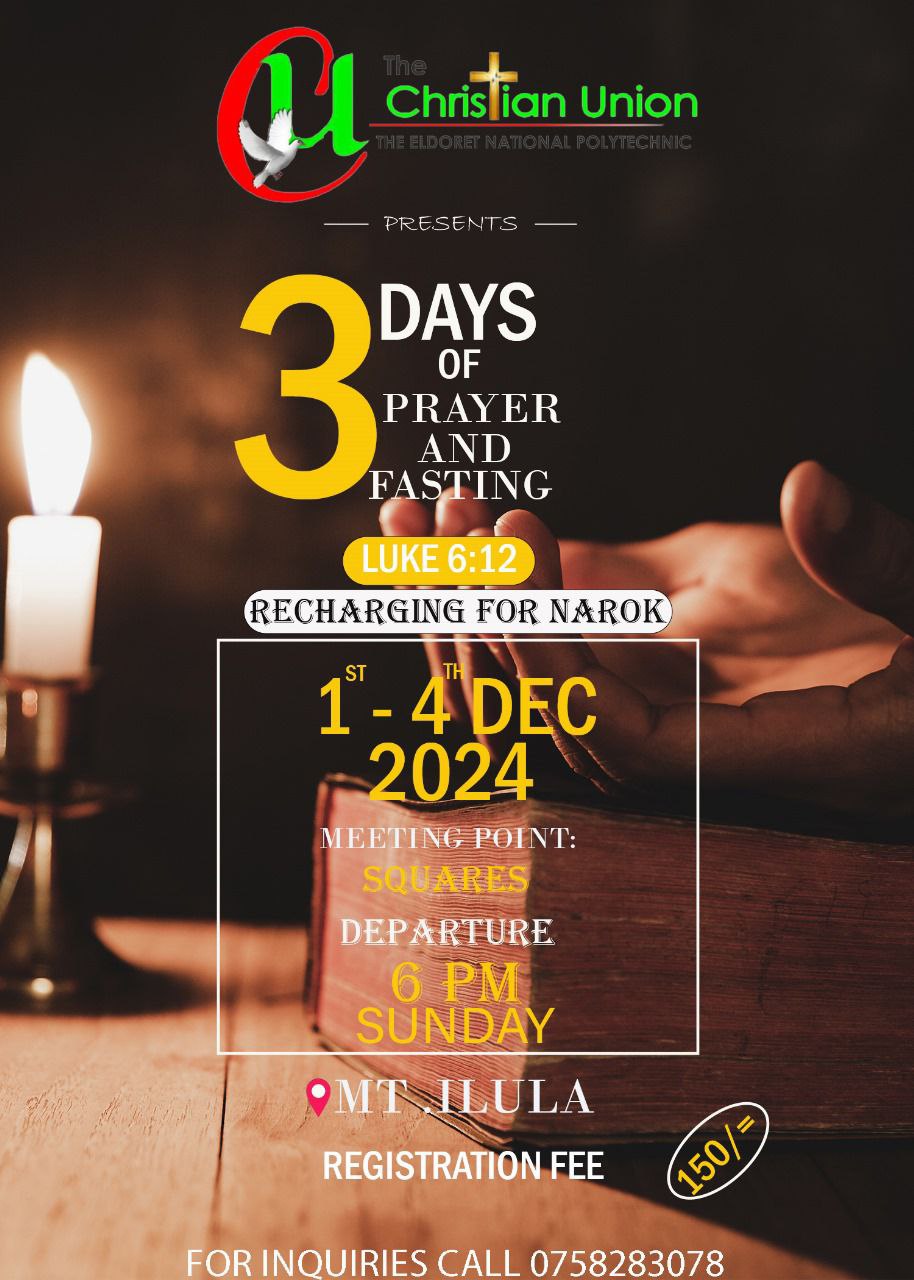 Cu
The
Christian Union
THE ELDORET NATIONAL POLYTECHNIC
PRESENTS
3 DAYS
OF
PRAYER
AND
FASTING
LUKE 6:12
RECHARGING FOR NAROK
1ST - 4TH DEC
2024
MEETING POINT:
SQUARES
DEPARTURE
6 PM
SUNDAY
MT .ILULA
REGISTRATION FEE 150/=
FOR INQUIRIES CALL 0758283078